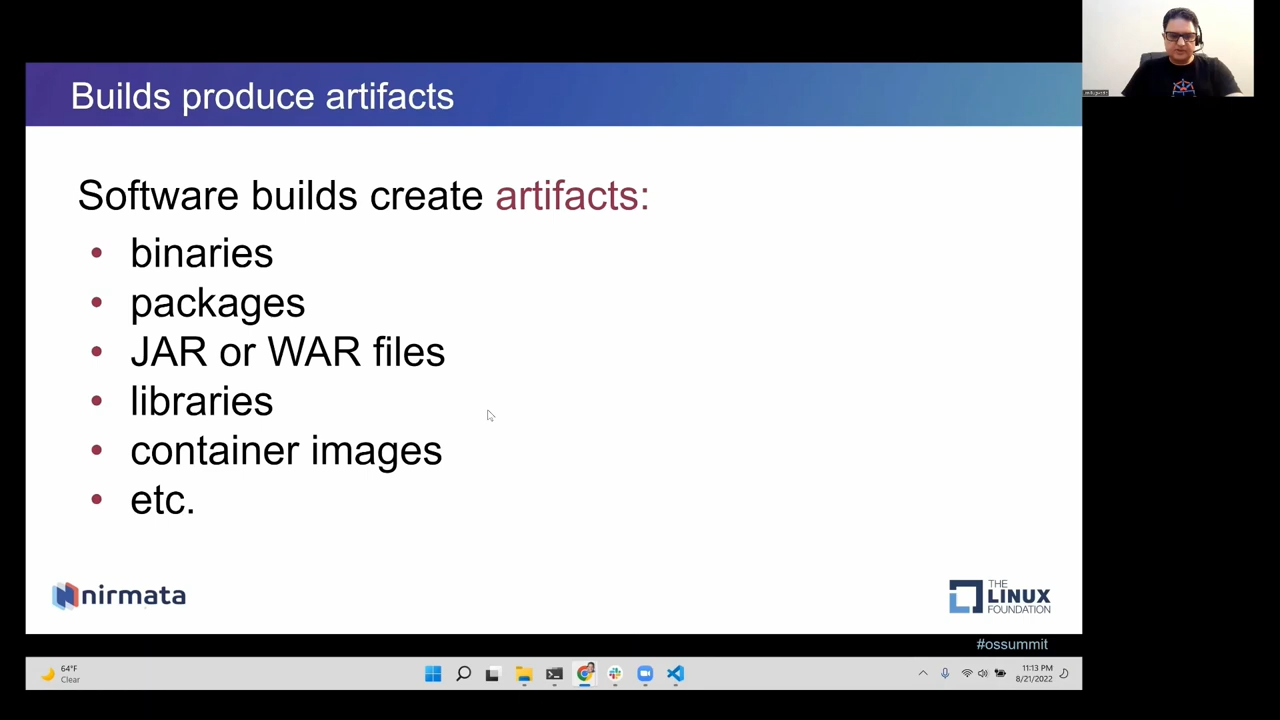 Builds produce artifacts
Software builds create artifacts:
• binaries
• packages
• JAR or WAR files
• libraries
• container images
• etc.
nirmata
THE
LINUX
FOUNDATION
#ossummit
64°F
Clear
11:13 PM
8/21/2022